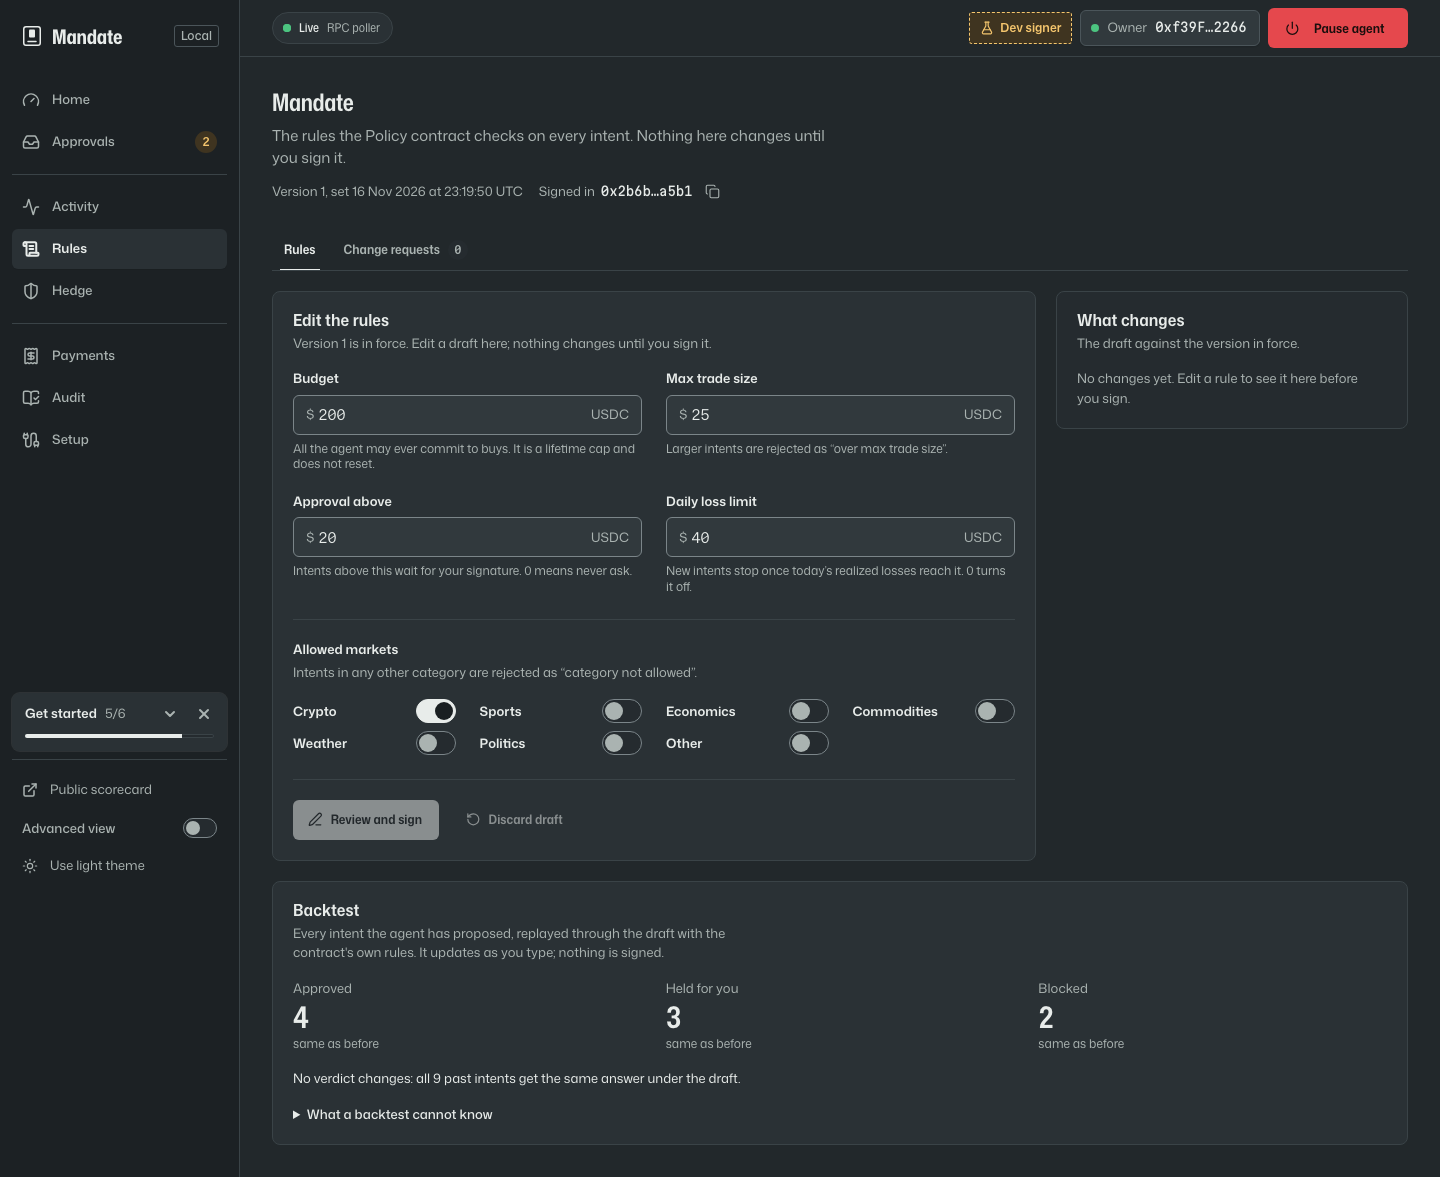 Mandate
Local
Home
Approvals 2
Activity
Rules
Hedge
Payments
Audit
Setup
Get started 5/6
Public scorecard
Advanced view
Use light theme
Live RPC poller
Dev signer
Owner 0xf39F…2266
Pause agent
Mandate
The rules the Policy contract checks on every intent. Nothing here changes until
you sign it.
Version 1, set 16 Nov 2026 at 23:19:50 UTC Signed in 0x2b6b…a5b1
Rules
Change requests 0
Edit the rules
Version 1 is in force. Edit a draft here; nothing changes until you sign it.
Budget
$ 200 USDC
All the agent may ever commit to buys. It is a lifetime cap and
does not reset.
Max trade size
$ 25 USDC
Larger intents are rejected as “over max trade size”.
Approval above
$ 20 USDC
Intents above this wait for your signature. 0 means never ask.
Daily loss limit
$ 40 USDC
New intents stop once today’s realized losses reach it. 0 turns
it off.
Allowed markets
Intents in any other category are rejected as “category not allowed”.
Crypto
Sports
Economics
Commodities
Weather
Politics
Other
Review and sign
Discard draft
What changes
The draft against the version in force.
No changes yet. Edit a rule to see it here before
you sign.
Backtest
Every intent the agent has proposed, replayed through the draft with the
contract’s own rules. It updates as you type; nothing is signed.
Approved
4
same as before
Held for you
3
same as before
Blocked
2
same as before
No verdict changes: all 9 past intents get the same answer under the draft.
What a backtest cannot know